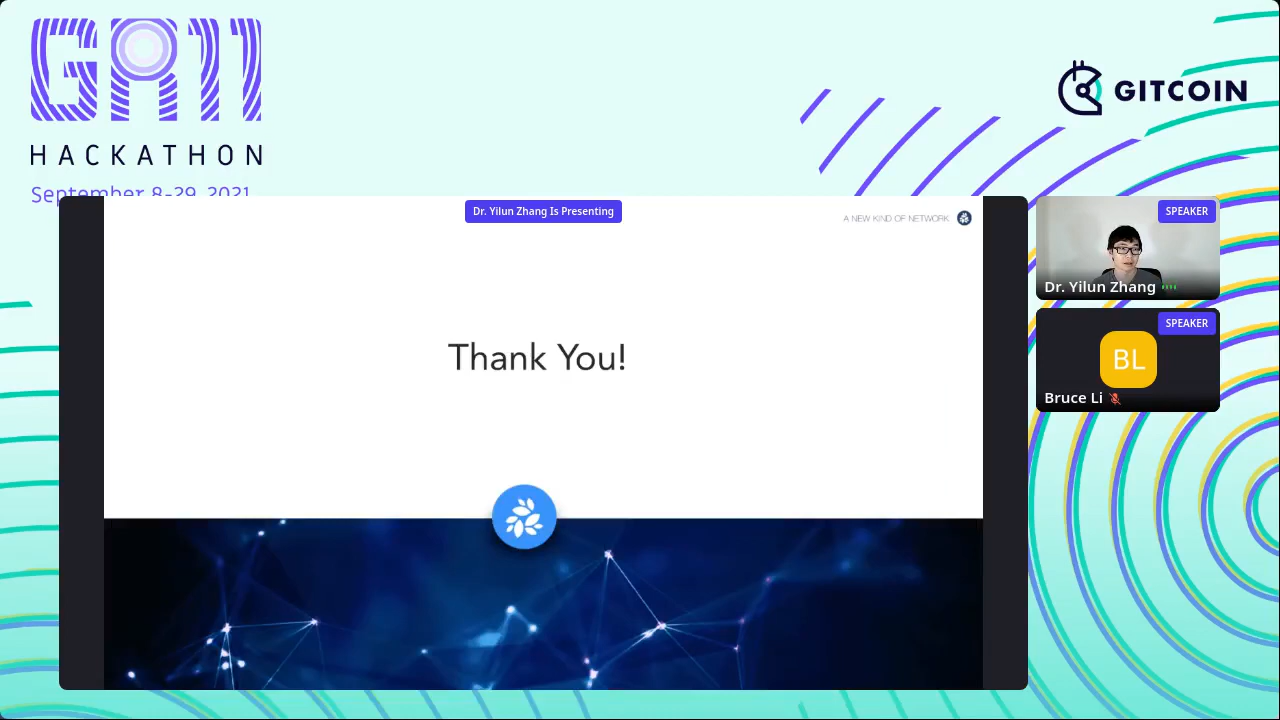 GR11
HACKATHON
September 8-29, 2021
GITCOIN
Dr. Yilun Zhang Is Presenting
A NEW KIND OF NETWORK
Thank You!
SPEAKER
Dr. Yilun Zhang
SPEAKER
BL
Bruce Li